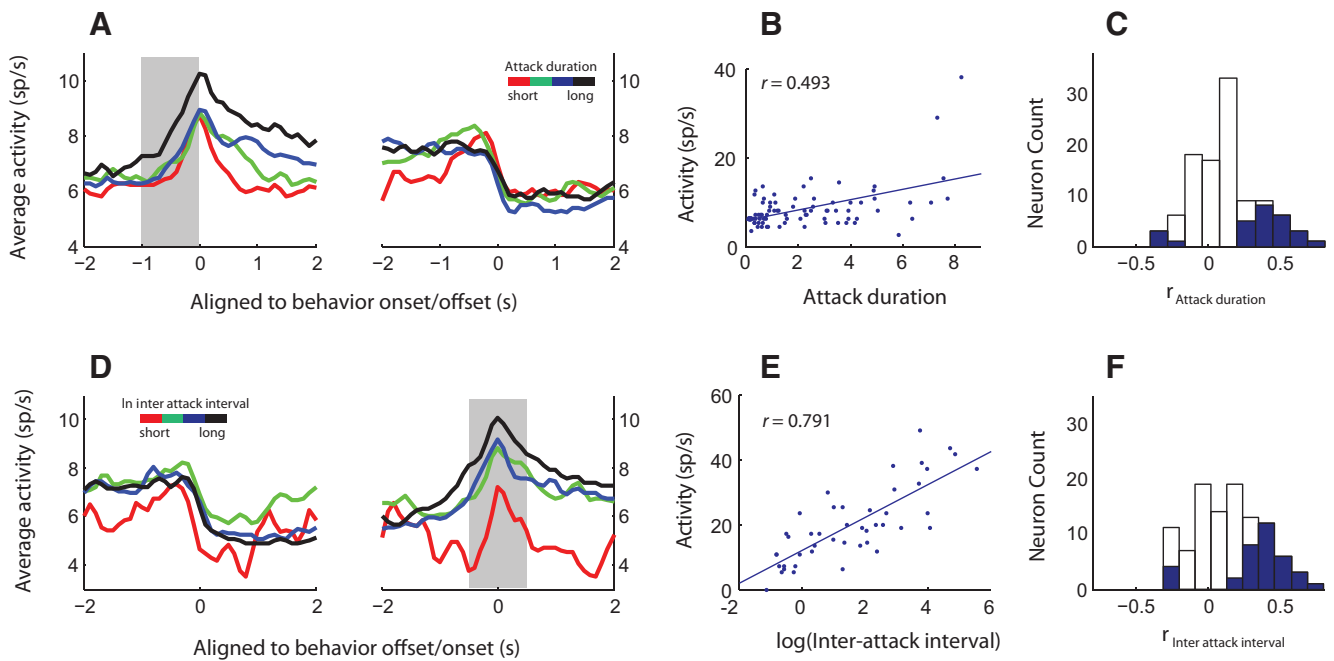 A
Average activity (sp/s)
10
8
6
4
−2
−1
0
1
2
−2
−1
0
1
2
10
8
6
4
Attack duration
short
long
Aligned to behavior onset/offset (s)
B
Activity (sp/s)
40
20
0
0
2
4
6
8
r = 0.493
Attack duration
C
Neuron Count
30
20
10
0
−0.5
0
0.5
r Attack duration
D
Average activity (sp/s)
10
8
6
4
−2
−1
0
1
2
ln inter attack interval
short
long
−2
−1
0
1
2
10
8
6
4
Aligned to behavior offset/onset (s)
E
Activity (sp/s)
60
40
20
0
-2
0
2
4
6
r = 0.791
log(Inter-attack interval)
F
Neuron Count
30
20
10
0
−0.5
0
0.5
r Inter attack interval